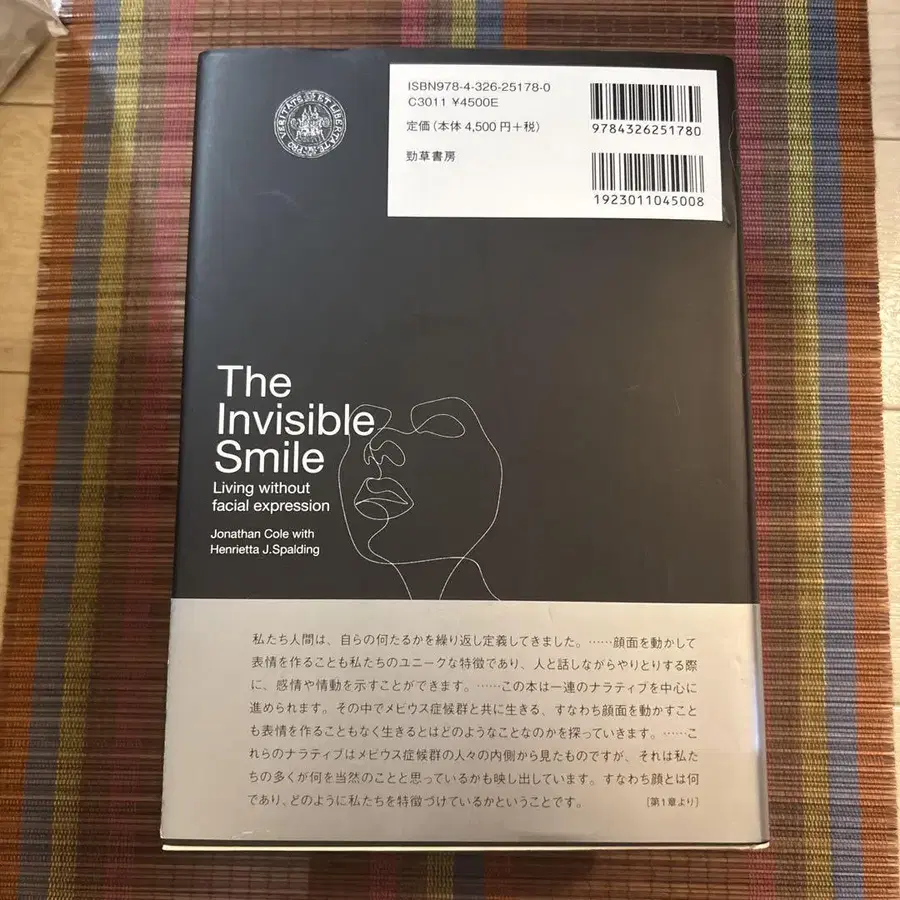 ISBN978-4-326-25178-0
C3011 ¥4500E
定価(本体 4,500円+税)
勁草書房
9784326251780
1923011045008
The
Invisible
Smile
Living without
facial expression
Jonathan Cole with
Henrietta J.Spalding
私たち人間は、自らの何たるかを繰り返し定義してきました。……顔面を動かして
表情を作ることも私たちのユニークな特徴であり、人と話しながらやりとりする際
に、感情や情動を示すことができます。……この本は一連のナラティブを中心に
進められます。その中でメビウス症候群と共に生きる、すなわち顔面を動かすこと
も表情を作ることもなく生きるとはどのようなことなのかを探っていきます。……こ
れらのナラティブはメビウス症候群の人々の内側から見たものですが、それは私た
ちの多くが何を当然のことと思っているかも映し出しています。すなわち顔とは何
であり、どのように私たちを特徴づけているかということです。
[第1章より]